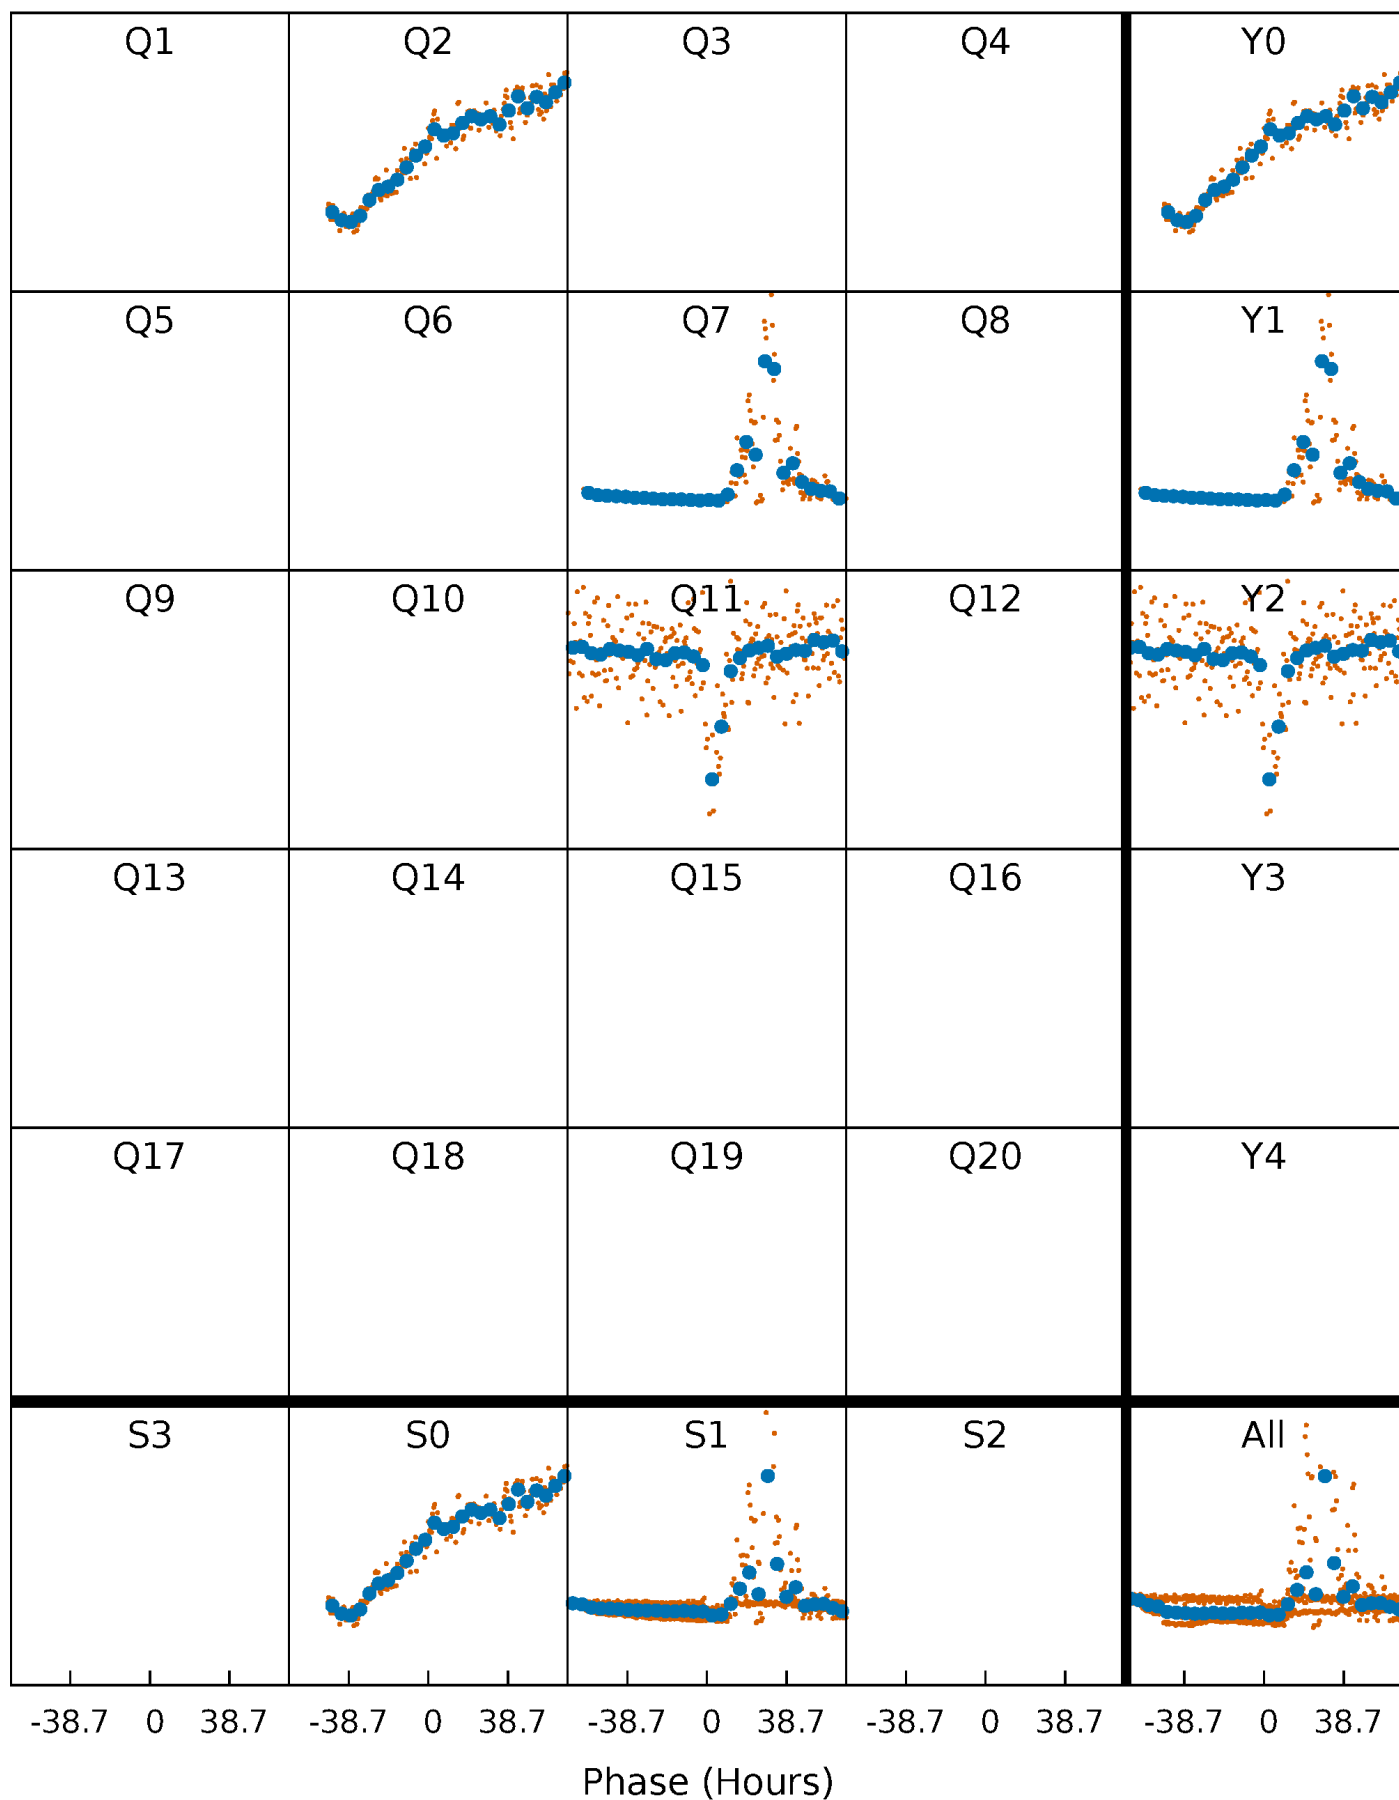 Q1 Q2 Q3 Q4 Y0
Q5 Q6 Q7 Q8 Y1
Q9 Q10 Q11 Q12 Y2
Q13 Q14 Q15 Q16 Y3
Q17 Q18 Q19 Q20 Y4
S3 S0 S1 S2 All
-38.7 0 38.7 -38.7 0 38.7 -38.7 0 38.7 -38.7 0 38.7 -38.7 0 38.7
Phase (Hours)